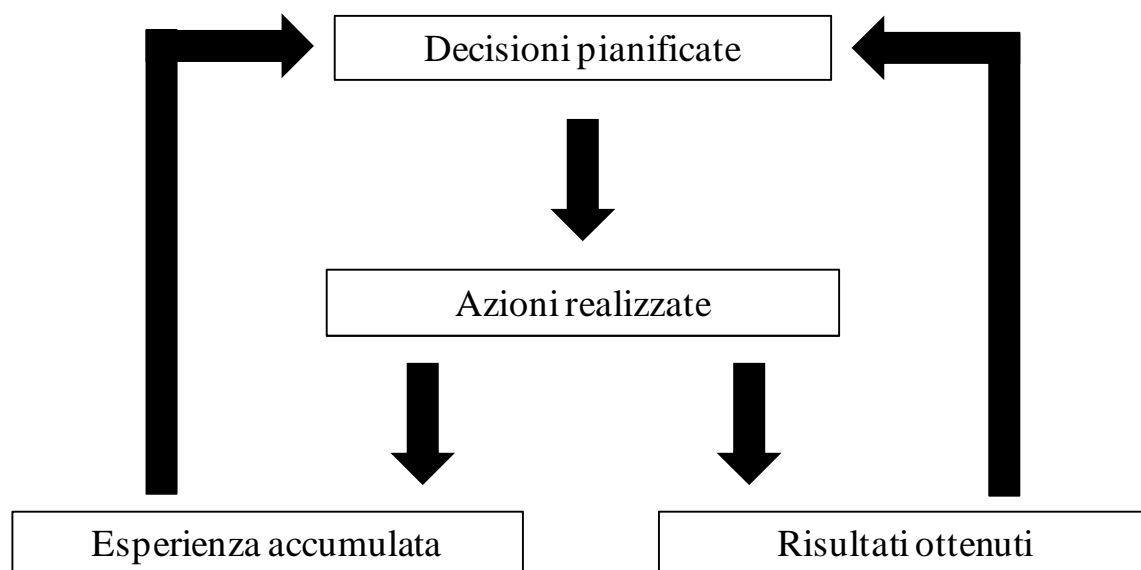 Decisioni pianificate
Azioni realizzate
Esperienza accumulata
Risultati ottenuti